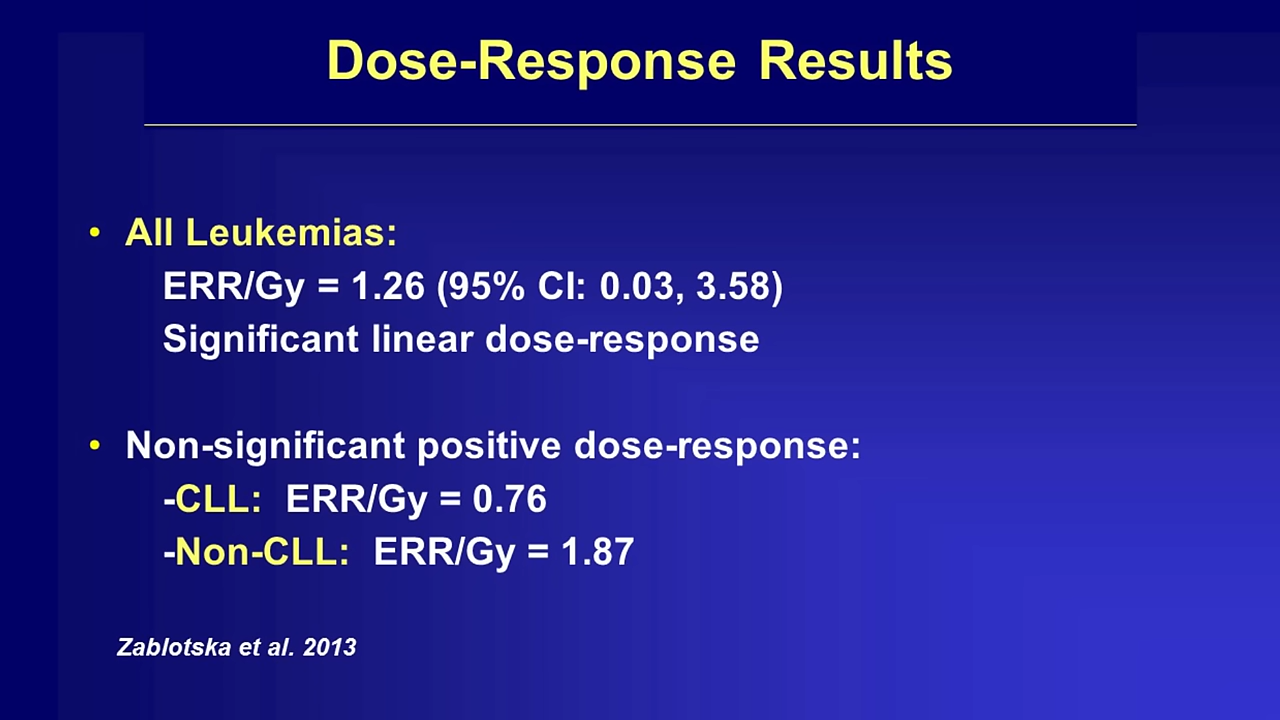 Dose-Response Results
• All Leukemias:
ERR/Gy = 1.26 (95% CI: 0.03, 3.58)
Significant linear dose-response
• Non-significant positive dose-response:
-CLL: ERR/Gy = 0.76
-Non-CLL: ERR/Gy = 1.87
Zablotska et al. 2013